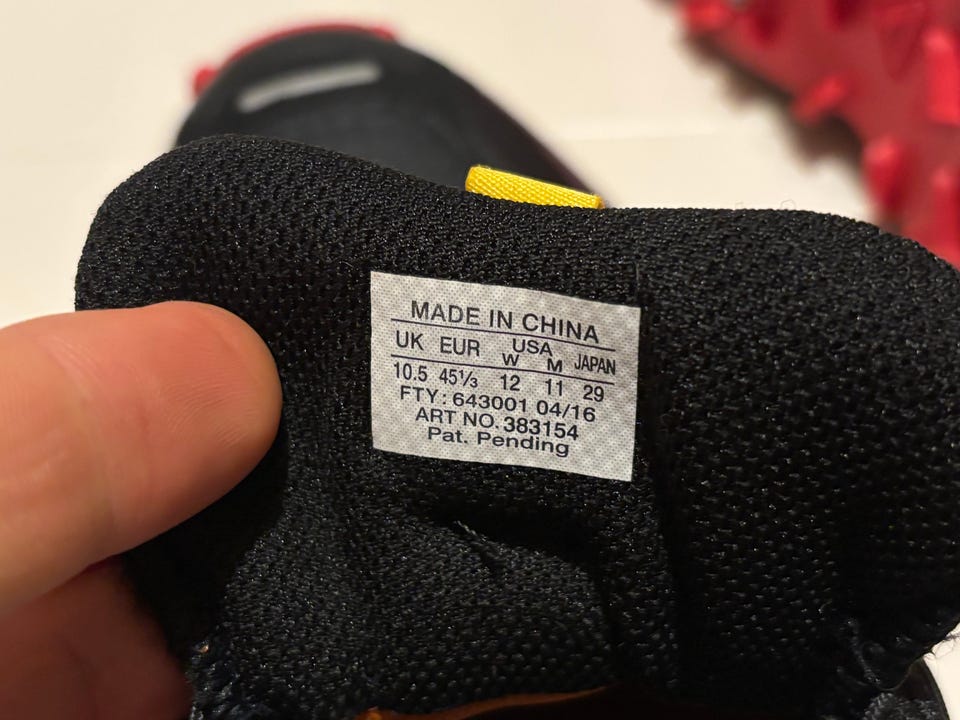 MADE IN CHINA
UK EUR USA JAPAN
W M
10.5 45⅓ 12 11 29
FTY: 643001 04/16
ART NO. 383154
Pat. Pending